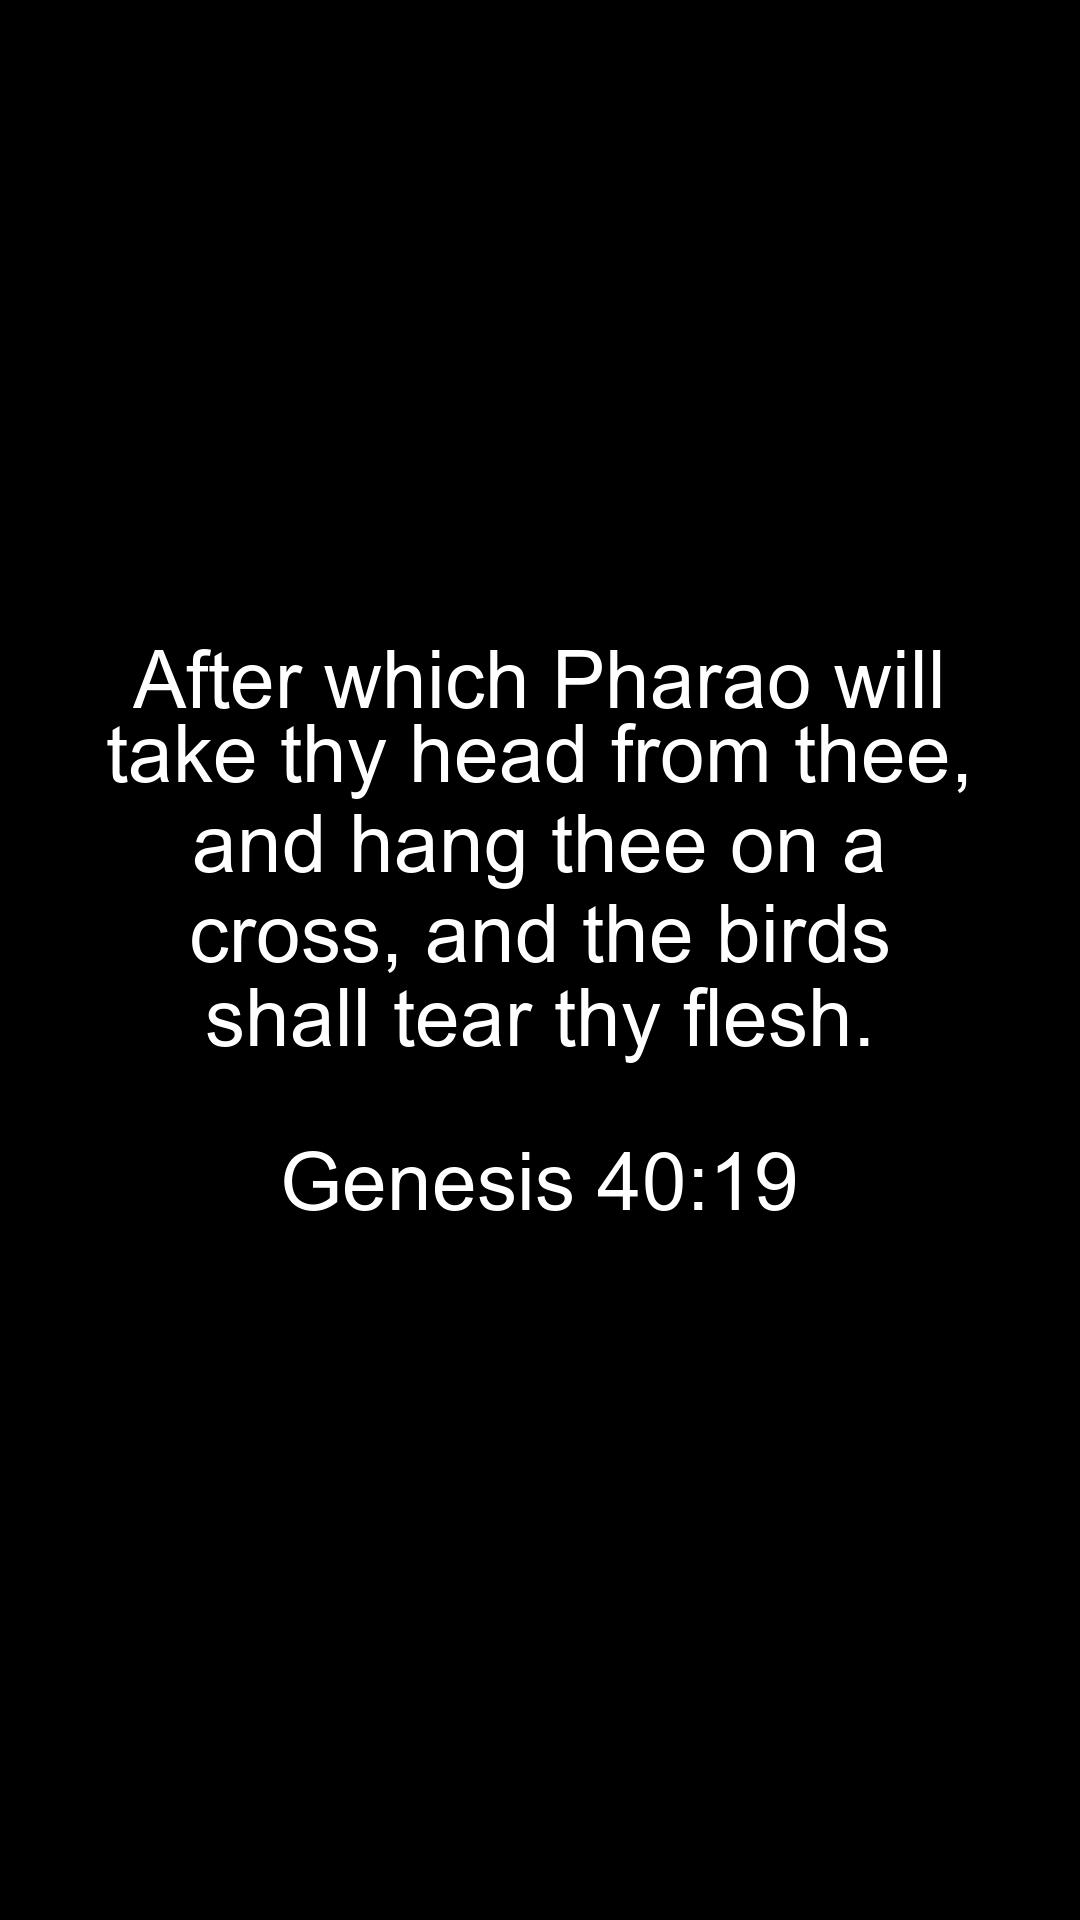 After which Pharao will
take thy head from thee,
and hang thee on a
cross, and the birds
shall tear thy flesh.
Genesis 40:19